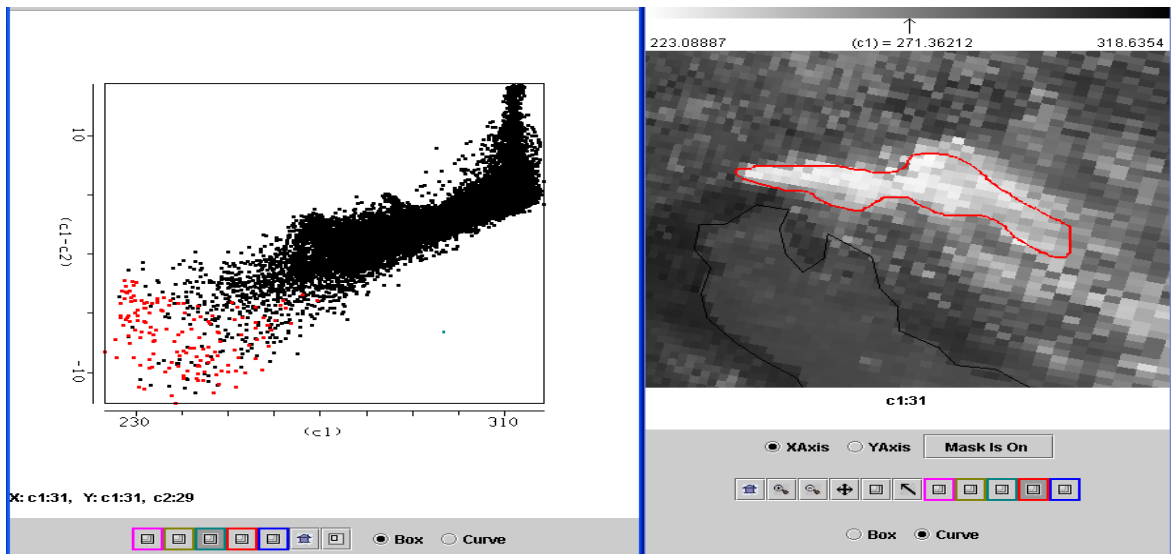 10
(c1-c2)
-10
230
(c1)
310
X: c1:31, Y: c1:31, c2:29
Box
Curve
223.08887
(c1) = 271.36212
318.6354
c1:31
XAxis
YAxis
Mask Is On
Box
Curve